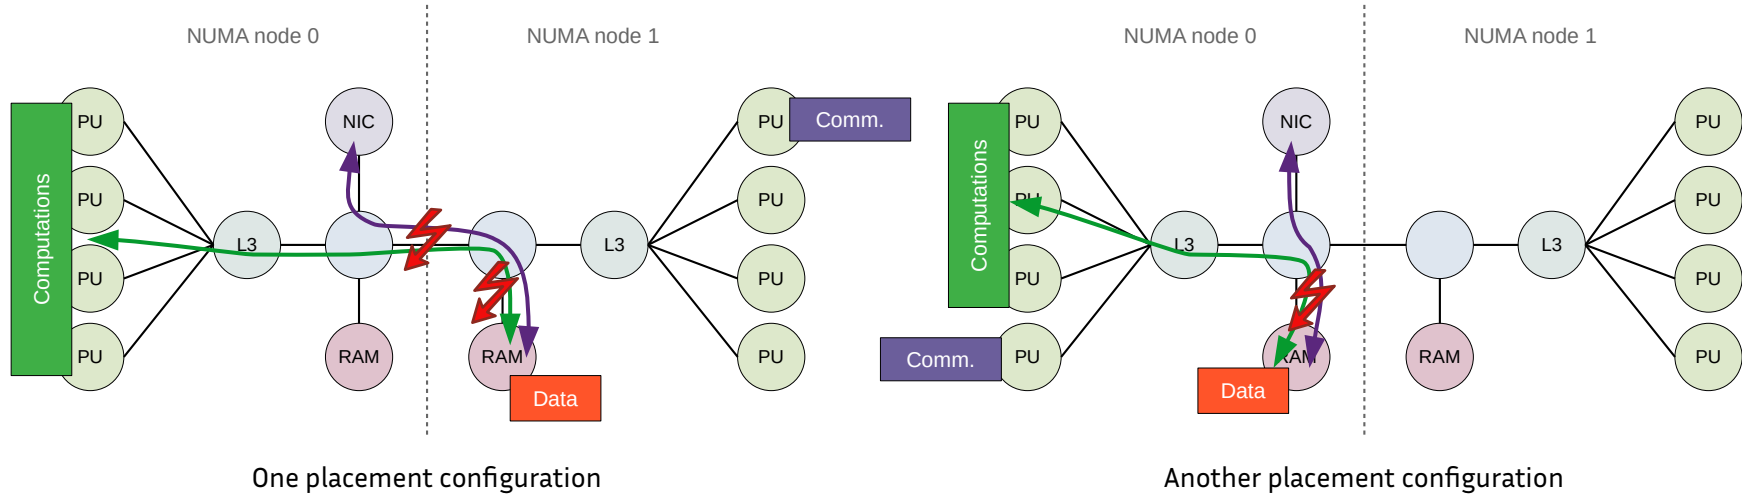 NUMA node 0
NUMA node 1
PU
PU
PU
PU
Computations
L3
NIC
RAM
RAM
Data
L3
PU
Comm.
PU
PU
PU
One placement configuration
NUMA node 0
NUMA node 1
PU
PU
PU
PU
Computations
Comm.
L3
NIC
RAM
Data
RAM
L3
PU
PU
PU
PU
Another placement configuration